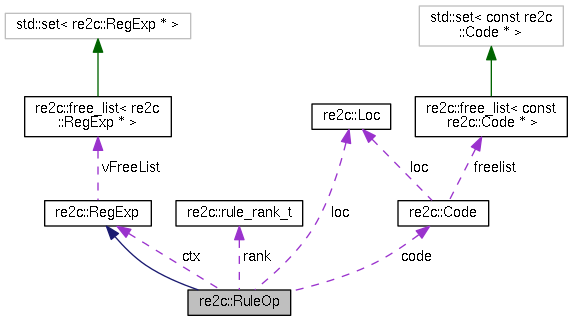 std::set< re2c::RegExp * >
std::set< const re2c
::Code * >
re2c::free_list< re2c
::RegExp * >
re2c::Loc
re2c::free_list< const
re2c::Code * >
vFreeList
loc
freelist
re2c::RegExp
re2c::rule_rank_t
loc
re2c::Code
ctx
rank
code
re2c::RuleOp